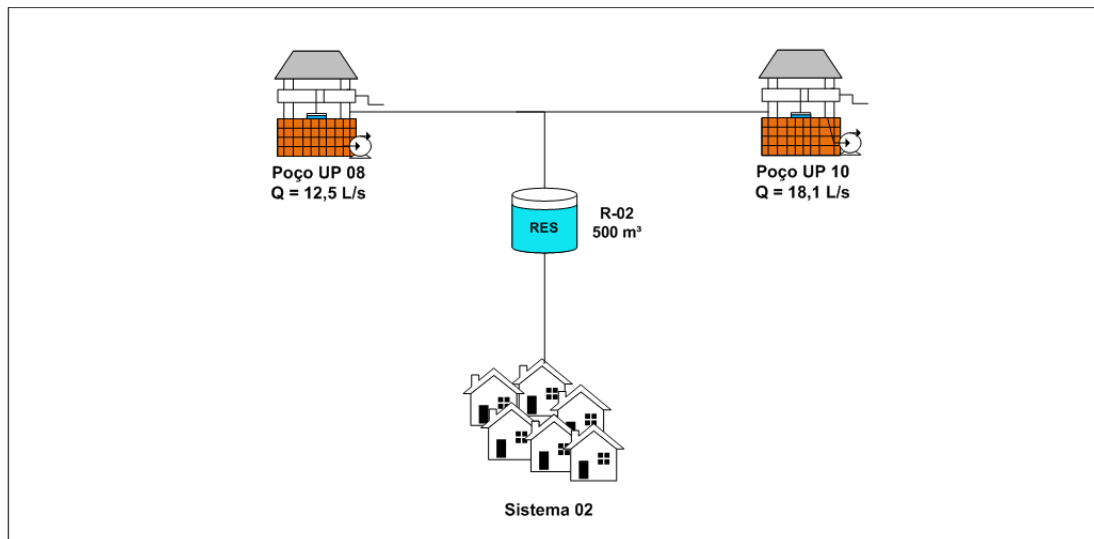 Poço UP 08
Q = 12,5 L/s
Poço UP 10
Q = 18,1 L/s
RES
R-02
500 m³
Sistema 02